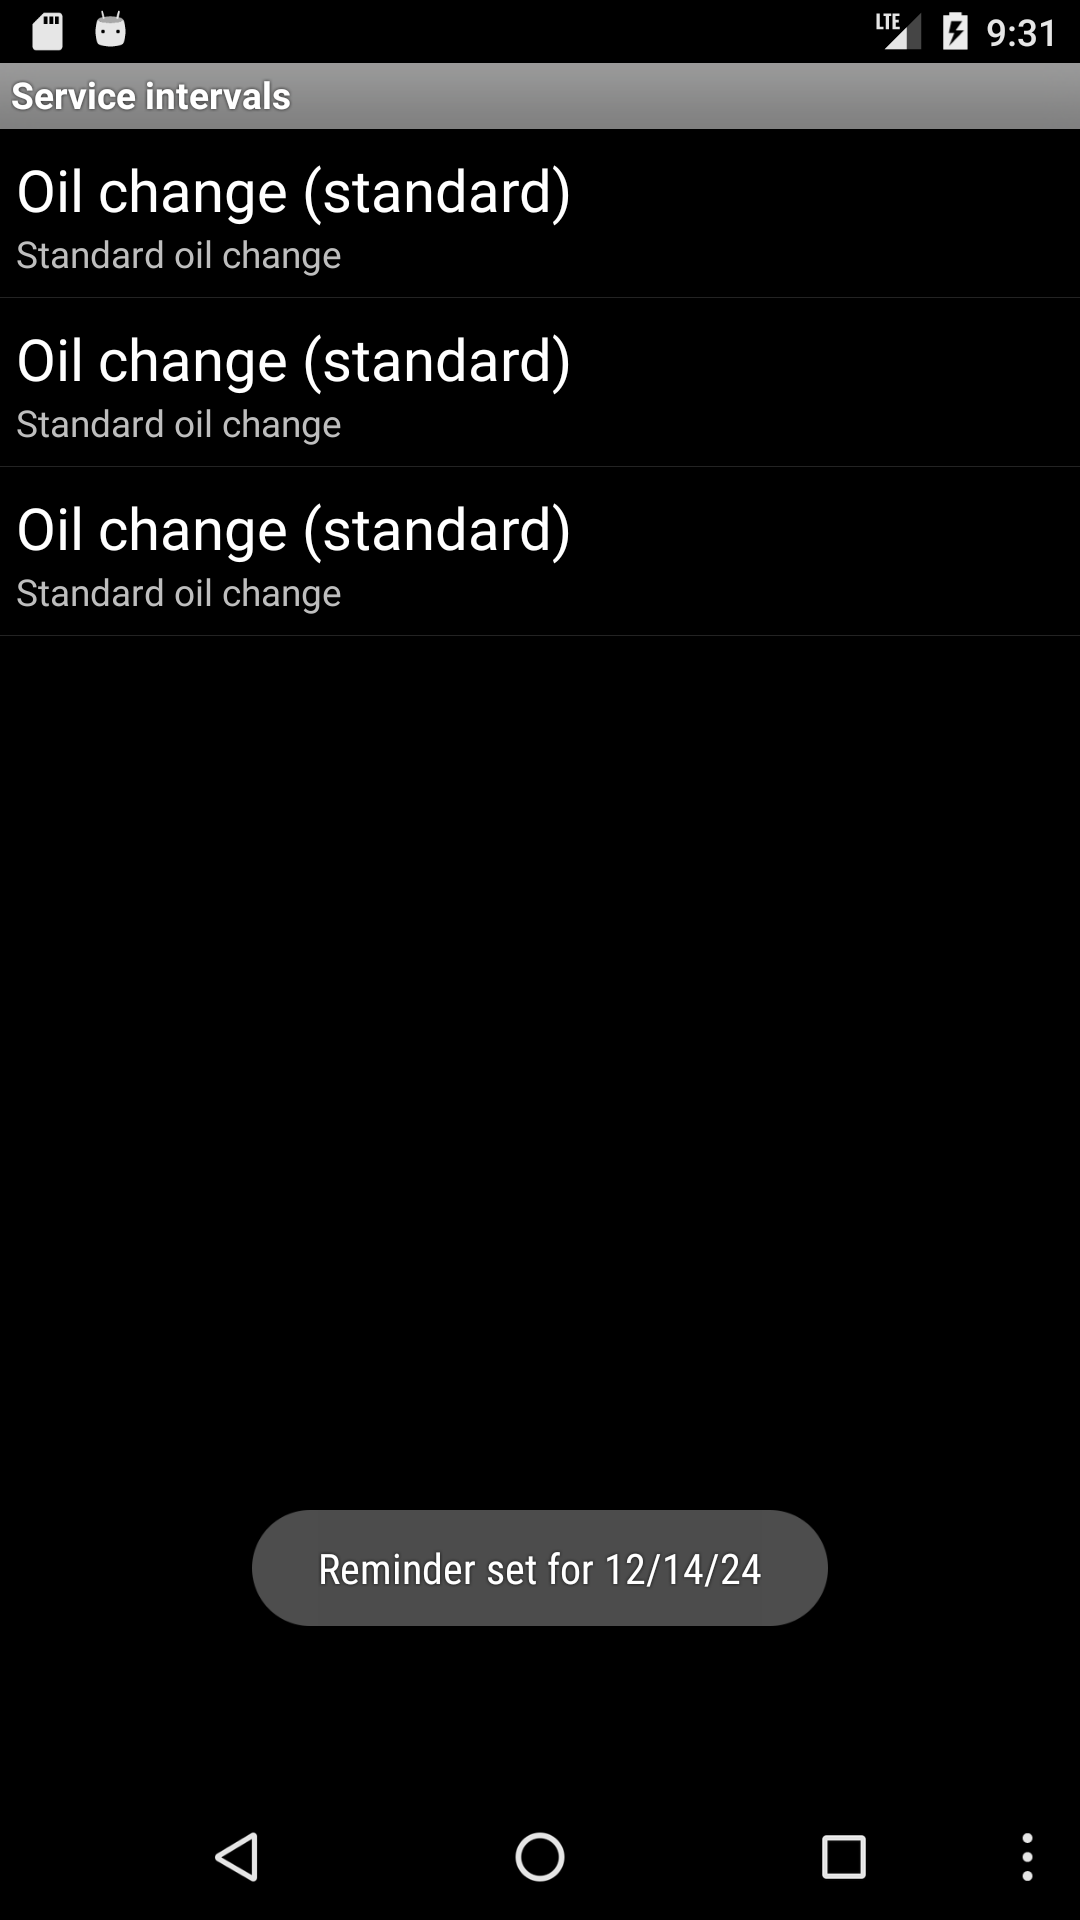 LTE 9:31
Service intervals
Oil change (standard)
Standard oil change
Oil change (standard)
Standard oil change
Oil change (standard)
Standard oil change
Reminder set for 12/14/24